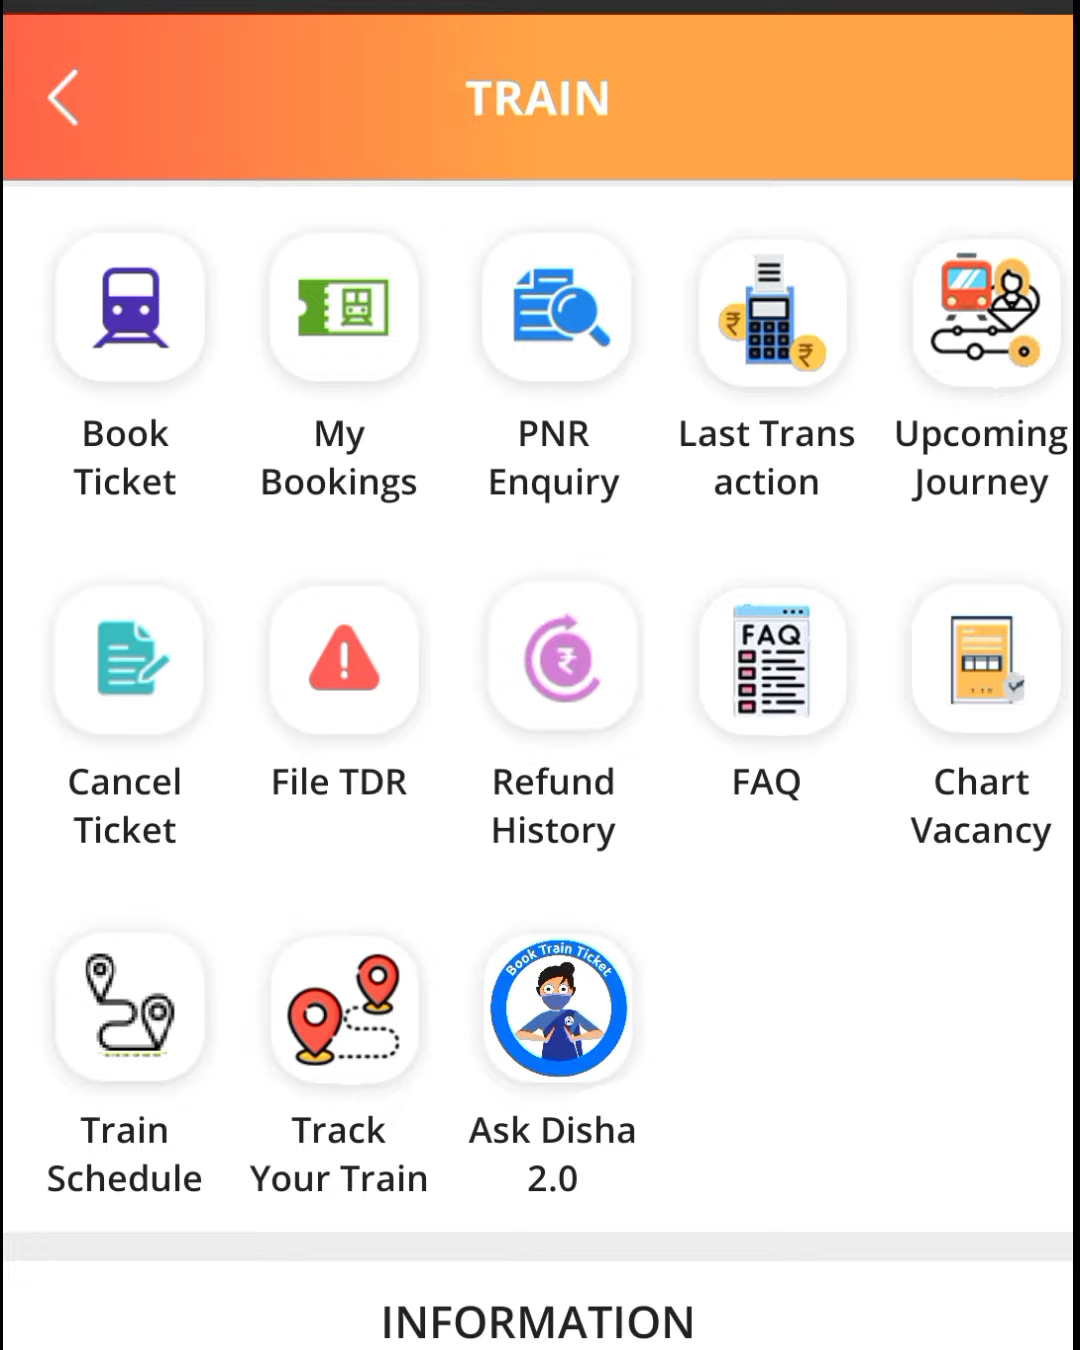 TRAIN
Book
Ticket
My
Bookings
PNR
Enquiry
Last Trans
action
Upcoming
Journey
FAQ
Cancel
Ticket
File TDR
Refund
History
FAQ
Chart
Vacancy
Book Train Ticket
Train
Schedule
Track
Your Train
Ask Disha
2.0
INFORMATION